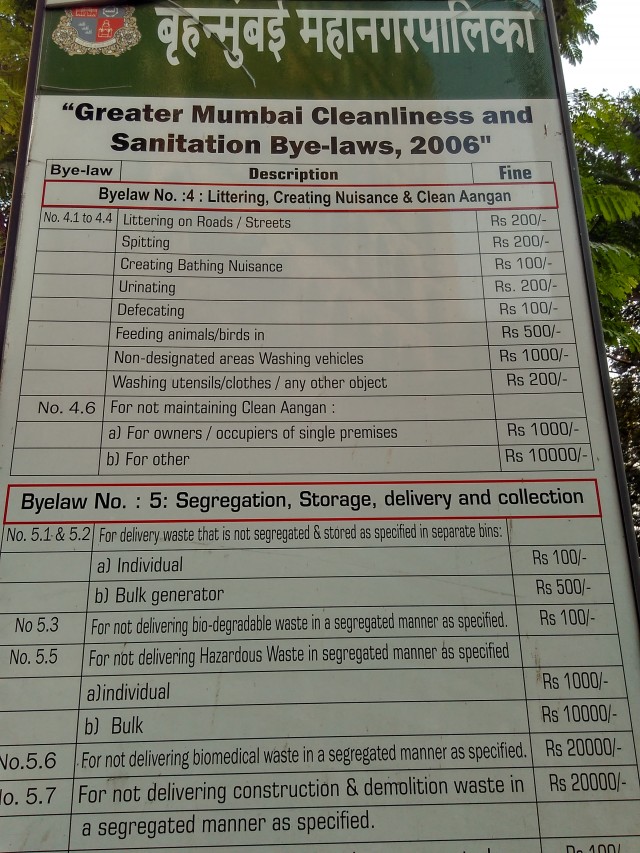 बृहन्मुंबई महानगरपालिका
“Greater Mumbai Cleanliness and
Sanitation Bye-laws, 2006"
Bye-law Description Fine
Byelaw No. :4 : Littering, Creating Nuisance & Clean Aangan
No. 4.1 to 4.4 Littering on Roads / Streets Rs 200/-
Spitting Rs 200/-
Creating Bathing Nuisance Rs 100/-
Urinating Rs. 200/-
Defecating Rs 100/-
Feeding animals/birds in Rs 500/-
Non-designated areas Washing vehicles Rs 1000/-
Washing utensils/clothes / any other object Rs 200/-
No. 4.6 For not maintaining Clean Aangan :
a) For owners / occupiers of single premises Rs 1000/-
b) For other Rs 10000/-
Byelaw No. : 5: Segregation, Storage, delivery and collection
No. 5.1 & 5.2 For delivery waste that is not segregated & stored as specified in separate bins:
a) Individual Rs 100/-
b) Bulk generator Rs 500/-
No 5.3 For not delivering bio-degradable waste in a segregated manner as specified. Rs 100/-
No. 5.5 For not delivering Hazardous Waste in segregated manner as specified
a)individual Rs 1000/-
b) Bulk Rs 10000/-
No.5.6 For not delivering biomedical waste in a segregated manner as specified. Rs 20000/-
No. 5.7 For not delivering construction & demolition waste in Rs 20000/-
a segregated manner as specified.